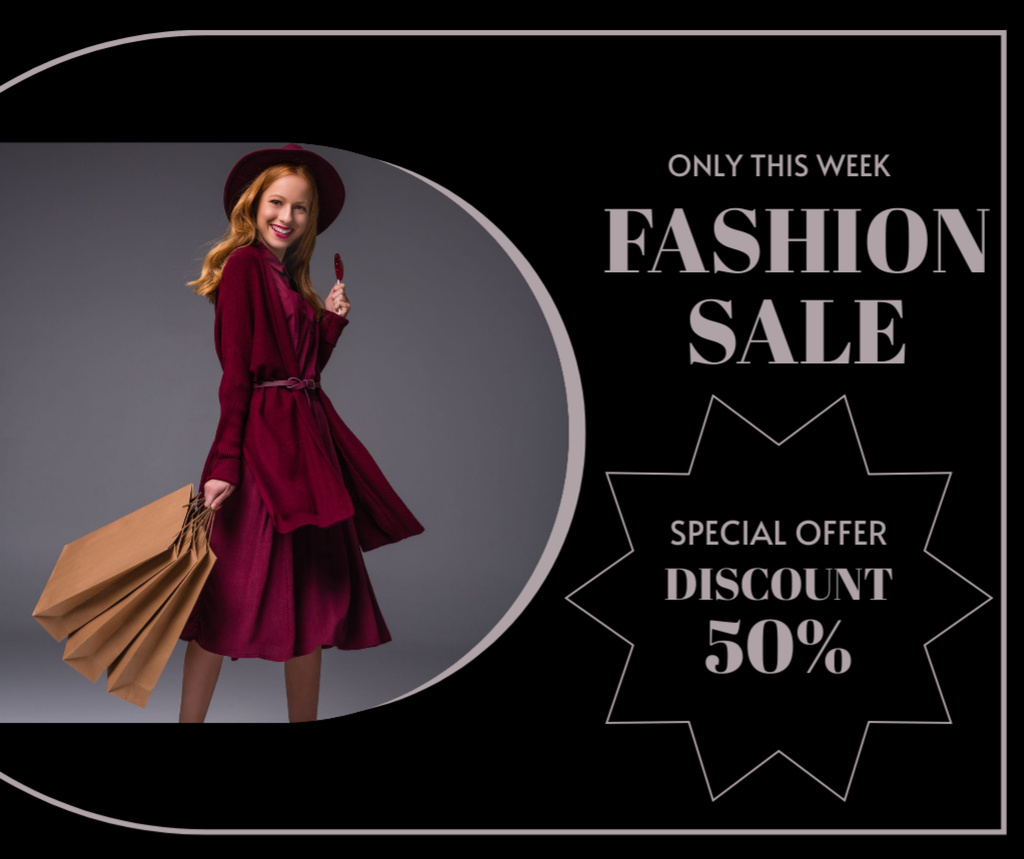 ONLY THIS WEEK
FASHION
SALE
SPECIAL OFFER
DISCOUNT
50%